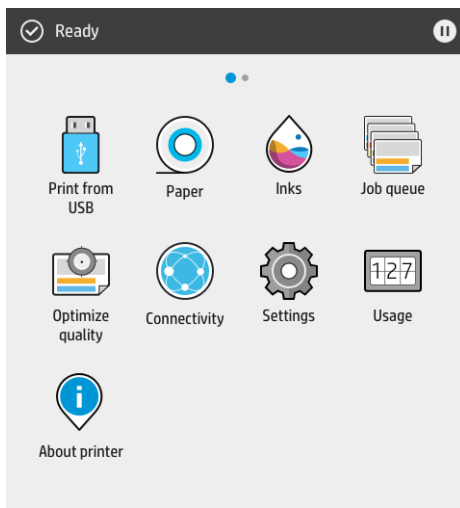 Ready
Print from
USB
Paper
Inks
Job queue
Optimize
quality
Connectivity
Settings
127
Usage
i
About printer